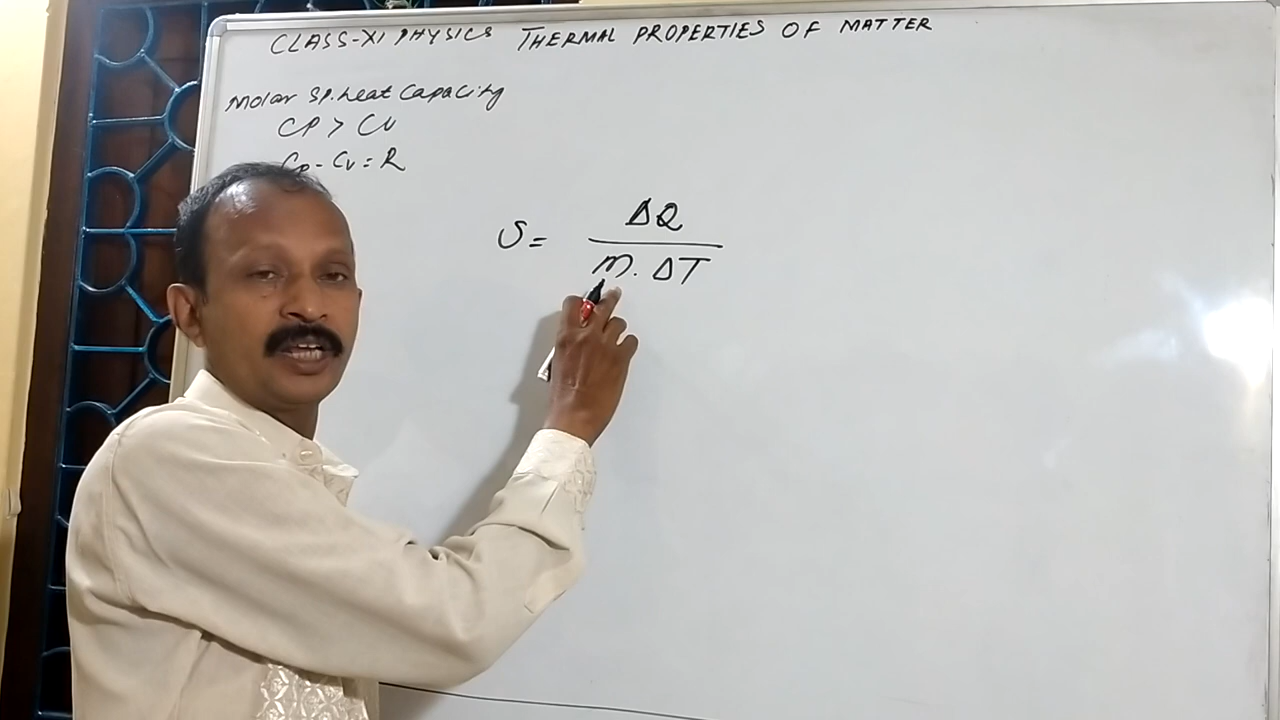 CLASS-XI PHYSICS THERMAL PROPERTIES OF MATTER
Molar SP. heat Capacity
CP > CV
CP - CV = R
S = ΔQ / m. ΔT